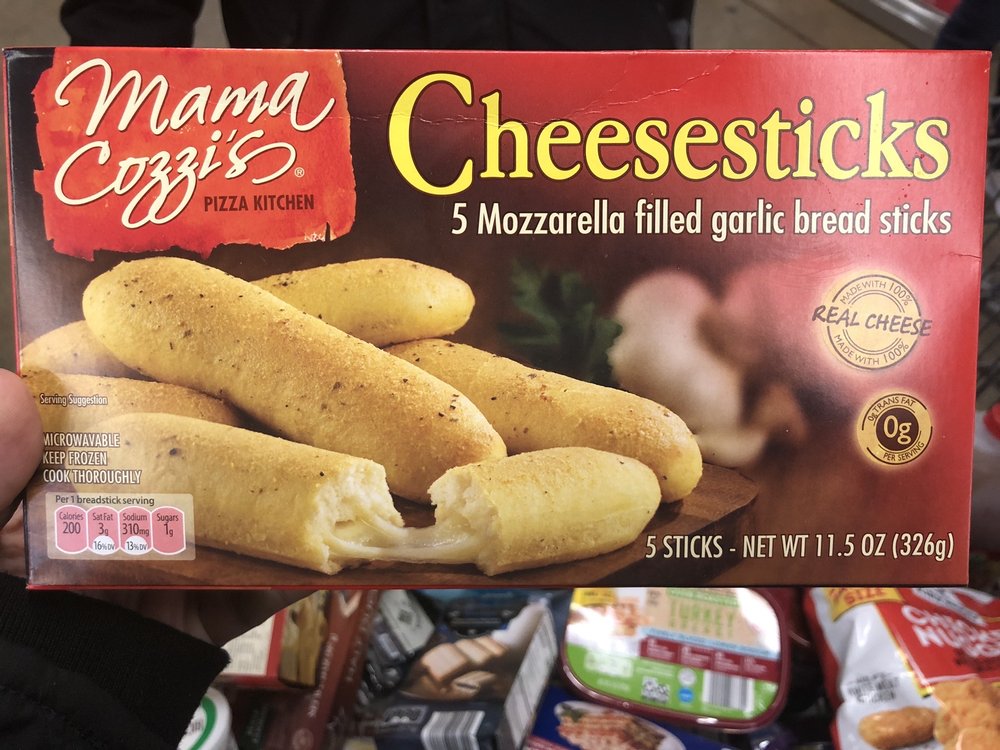 Mama
Cozzi's®
PIZZA KITCHEN
Cheesesticks
5 Mozzarella filled garlic bread sticks
MADE WITH 100%
REAL CHEESE
MADE WITH 100%
0g TRANS FAT
0g
PER SERVING
Serving Suggestion
MICROWAVABLE
KEEP FROZEN
COOK THOROUGHLY
Per 1 breadstick serving
Calories Sat Fat Sodium Sugars
200 3g 310mg 1g
16% DV 13% DV
5 STICKS - NET WT 11.5 OZ (326g)
TURKEY
SIZE